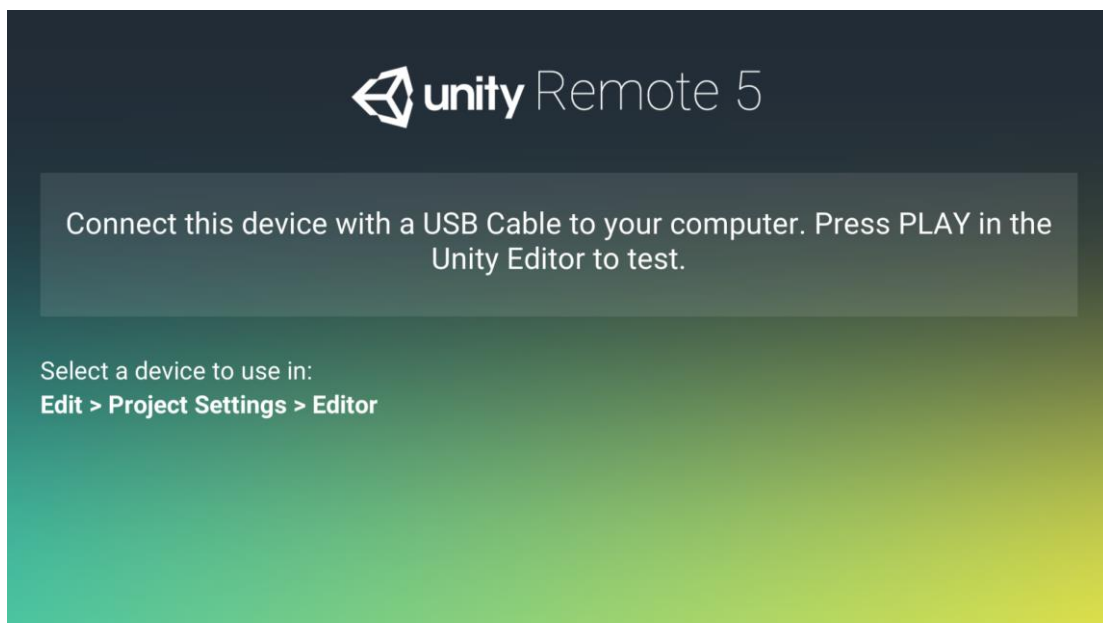 unity Remote 5
Connect this device with a USB Cable to your computer. Press PLAY in the
Unity Editor to test.
Select a device to use in:
Edit > Project Settings > Editor